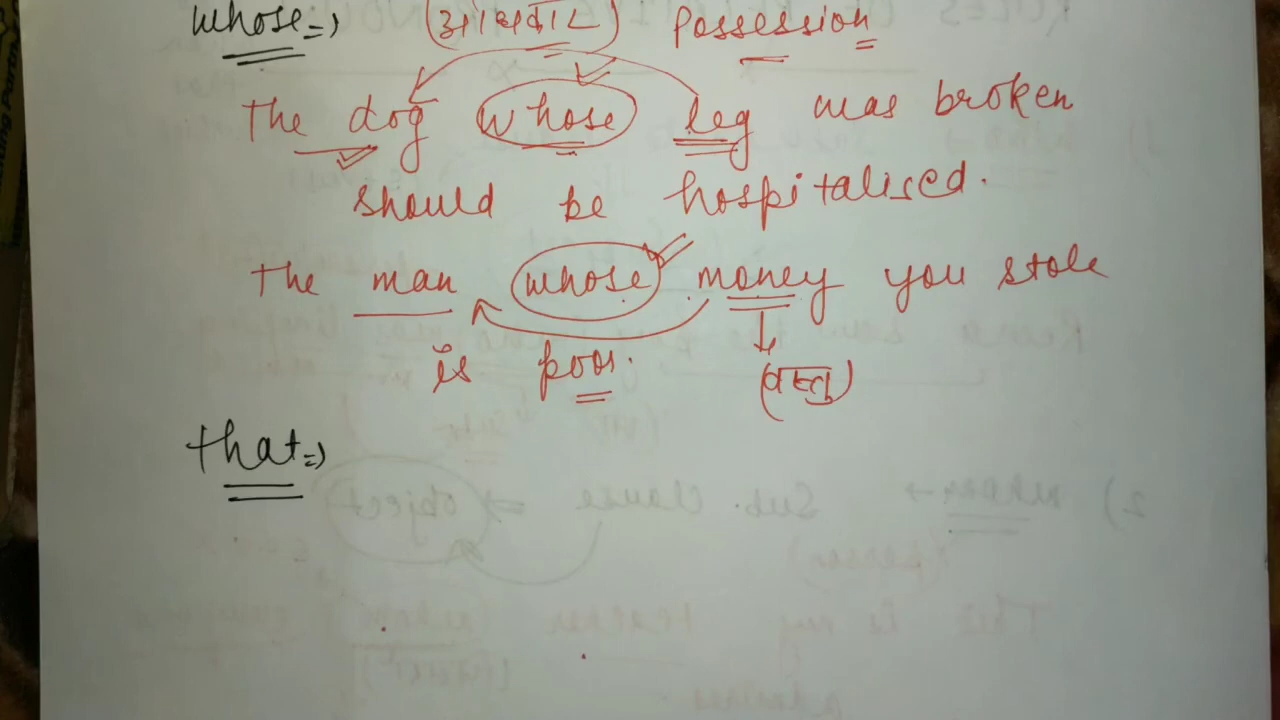 whose => (अधिकार) Possession
The dog whose leg was broken
should be hospitalised.
The man whose money you stole
is poor. (वस्तु)
that =>